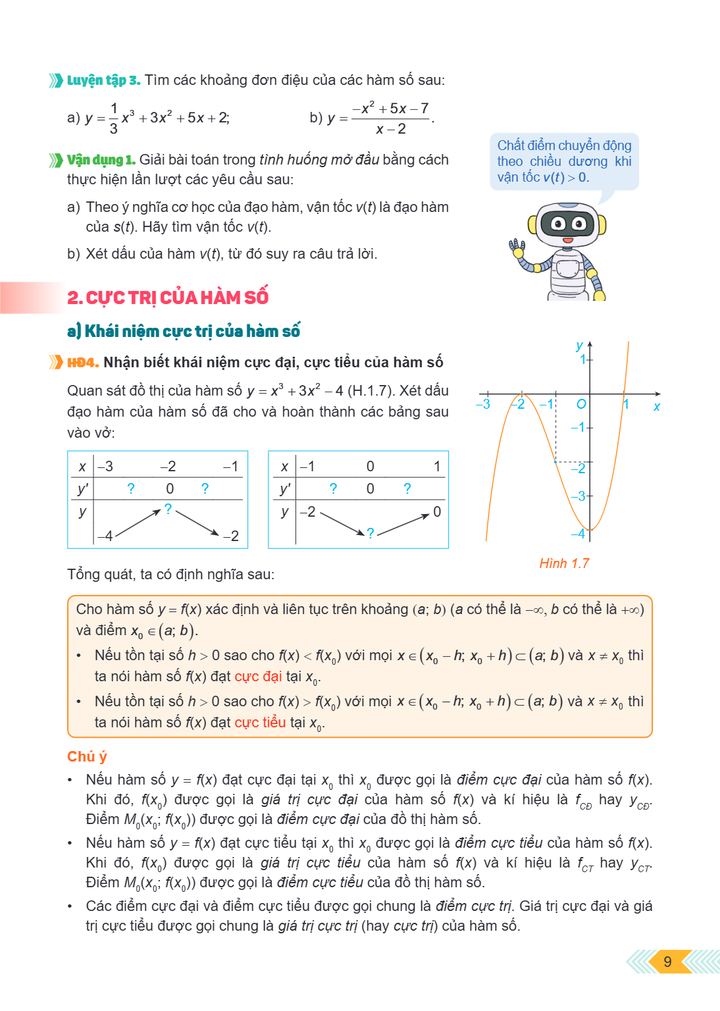 Luyện tập 3. Tìm các khoảng đơn điệu của các hàm số sau:
a) y = 1/3 x³ + 3x² + 5x + 2;
b) y = (−x² + 5x − 7)/(x − 2).
Vận dụng 1. Giải bài toán trong tình huống mở đầu bằng cách
thực hiện lần lượt các yêu cầu sau:
a) Theo ý nghĩa cơ học của đạo hàm, vận tốc v(t) là đạo hàm
của s(t). Hãy tìm vận tốc v(t).
b) Xét dấu của hàm v(t), từ đó suy ra câu trả lời.
Chất điểm chuyển động
theo chiều dương khi
vận tốc v(t) > 0.
2. CỰC TRỊ CỦA HÀM SỐ
a) Khái niệm cực trị của hàm số
HĐ4. Nhận biết khái niệm cực đại, cực tiểu của hàm số
Quan sát đồ thị của hàm số y = x³ + 3x² − 4 (H.1.7). Xét dấu
đạo hàm của hàm số đã cho và hoàn thành các bảng sau
vào vở:
x −3 −2 −1
y' ? 0 ?
y ?
−4 −2
x −1 0 1
y' ? 0 ?
y −2 0
?
y
1
−3 −2 −1 O 1 x
−1
−2
−3
−4
Hình 1.7
Tổng quát, ta có định nghĩa sau:
Cho hàm số y = f(x) xác định và liên tục trên khoảng (a; b) (a có thể là −∞, b có thể là +∞)
và điểm x₀ ∈ (a; b).
• Nếu tồn tại số h > 0 sao cho f(x) < f(x₀) với mọi x ∈ (x₀ − h; x₀ + h) ⊂ (a; b) và x ≠ x₀ thì
ta nói hàm số f(x) đạt cực đại tại x₀.
• Nếu tồn tại số h > 0 sao cho f(x) > f(x₀) với mọi x ∈ (x₀ − h; x₀ + h) ⊂ (a; b) và x ≠ x₀ thì
ta nói hàm số f(x) đạt cực tiểu tại x₀.
Chú ý
• Nếu hàm số y = f(x) đạt cực đại tại x₀ thì x₀ được gọi là điểm cực đại của hàm số f(x).
Khi đó, f(x₀) được gọi là giá trị cực đại của hàm số f(x) và kí hiệu là f_CĐ hay y_CĐ.
Điểm M₀(x₀; f(x₀)) được gọi là điểm cực đại của đồ thị hàm số.
• Nếu hàm số y = f(x) đạt cực tiểu tại x₀ thì x₀ được gọi là điểm cực tiểu của hàm số f(x).
Khi đó, f(x₀) được gọi là giá trị cực tiểu của hàm số f(x) và kí hiệu là f_CT hay y_CT.
Điểm M₀(x₀; f(x₀)) được gọi là điểm cực tiểu của đồ thị hàm số.
• Các điểm cực đại và điểm cực tiểu được gọi chung là điểm cực trị. Giá trị cực đại và giá
trị cực tiểu được gọi chung là giá trị cực trị (hay cực trị) của hàm số.
9